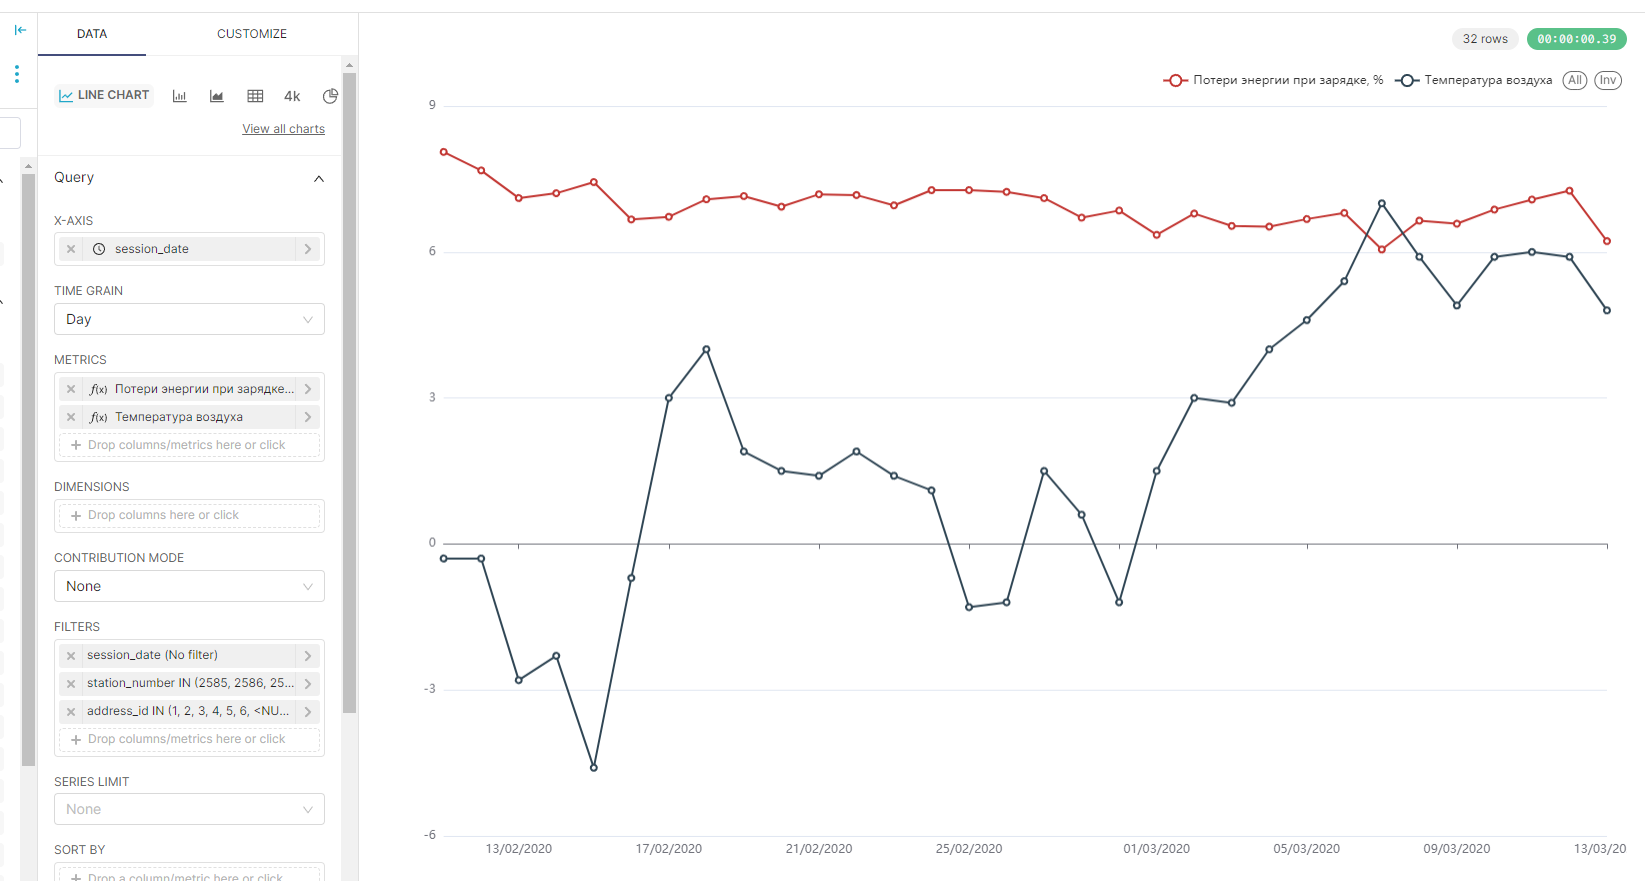 DATA
CUSTOMIZE
LINE CHART
4k
View all charts
Query
X-AXIS
session_date
TIME GRAIN
Day
METRICS
f(x) Потери энергии при зарядке...
f(x) Температура воздуха
Drop columns/metrics here or click
DIMENSIONS
Drop columns here or click
CONTRIBUTION MODE
None
FILTERS
session_date (No filter)
station_number IN (2585, 2586, 25...
address_id IN (1, 2, 3, 4, 5, 6, <NU...
Drop columns/metrics here or click
SERIES LIMIT
None
SORT BY
Drop a column/metric here or click
32 rows
00:00:00.39
Потери энергии при зарядке, %
Температура воздуха
All
Inv
9
6
3
0
-3
-6
13/02/2020
17/02/2020
21/02/2020
25/02/2020
01/03/2020
05/03/2020
09/03/2020
13/03/20